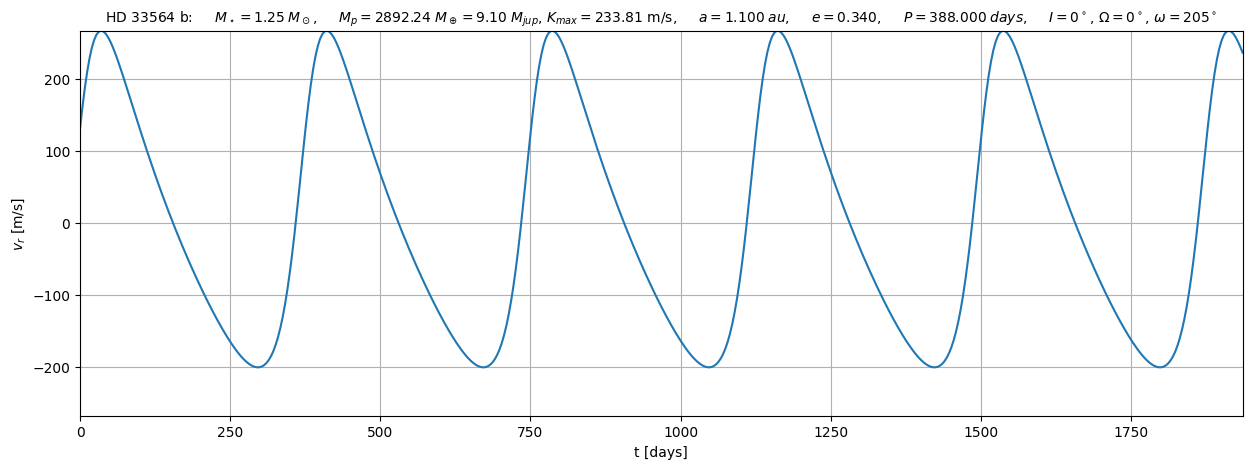 HD 33564 b: M⋆ = 1.25 M⊙, Mp = 2892.24 M⊕ = 9.10 Mjup, Kmax = 233.81 m/s, a = 1.100 au, e = 0.340, P = 388.000 days, I = 0°, Ω = 0°, ω = 205°
200
100
0
−100
−200
vr [m/s]
0 250 500 750 1000 1250 1500 1750
t [days]